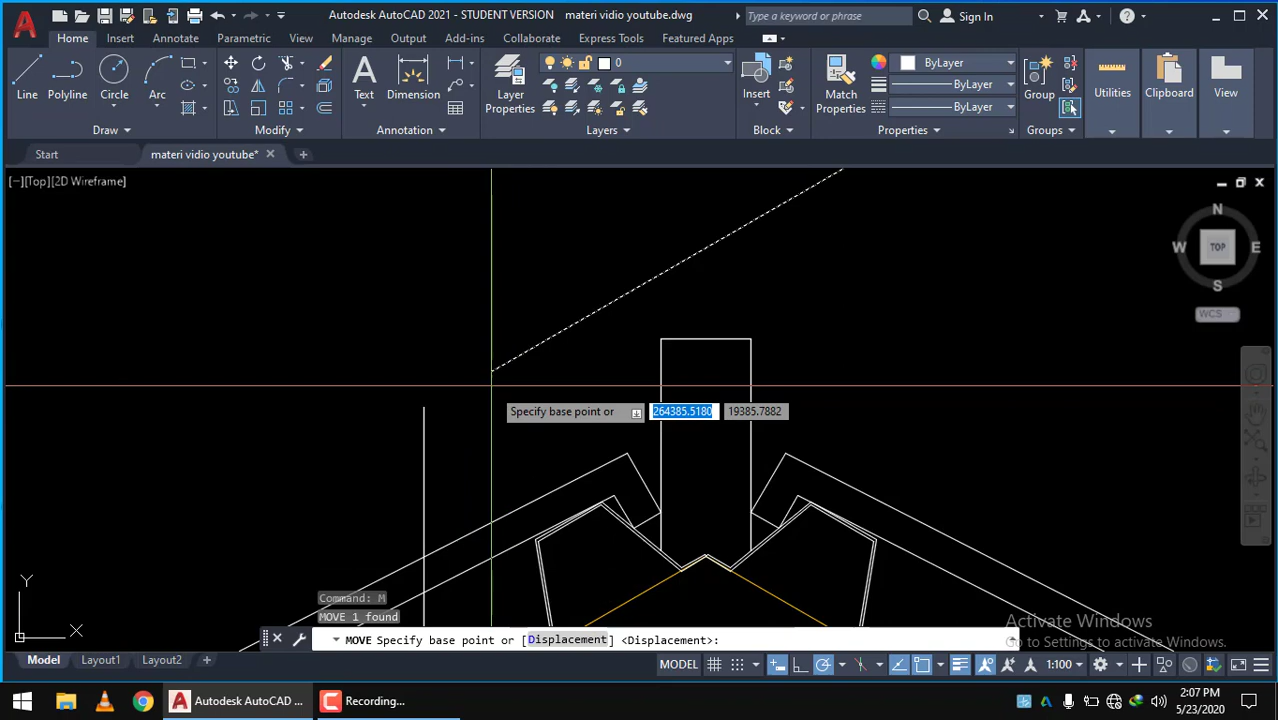 Autodesk AutoCAD 2021 - STUDENT VERSION materi vidio youtube.dwg
Type a keyword or phrase
Sign In
Home Insert Annotate Parametric View Manage Output Add-ins Collaborate Express Tools Featured Apps
Line Polyline Circle Arc
Text Dimension
Layer Properties
0
Insert
Match Properties
ByLayer
ByLayer
ByLayer
Group
Utilities
Clipboard
View
Draw Modify Annotation Layers Block Properties Groups
Start materi vidio youtube*
[−][Top][2D Wireframe]
N
W TOP E
S
WCS
Specify base point or 264385.5180 19385.7882
Y
X
Command: M
MOVE 1 found
MOVE Specify base point or [Displacement] <Displacement>:
Activate Windows
Go to Settings to activate Windows.
Model Layout1 Layout2
MODEL 1:100
Autodesk AutoCAD ... Recording...
2:07 PM
5/23/2020